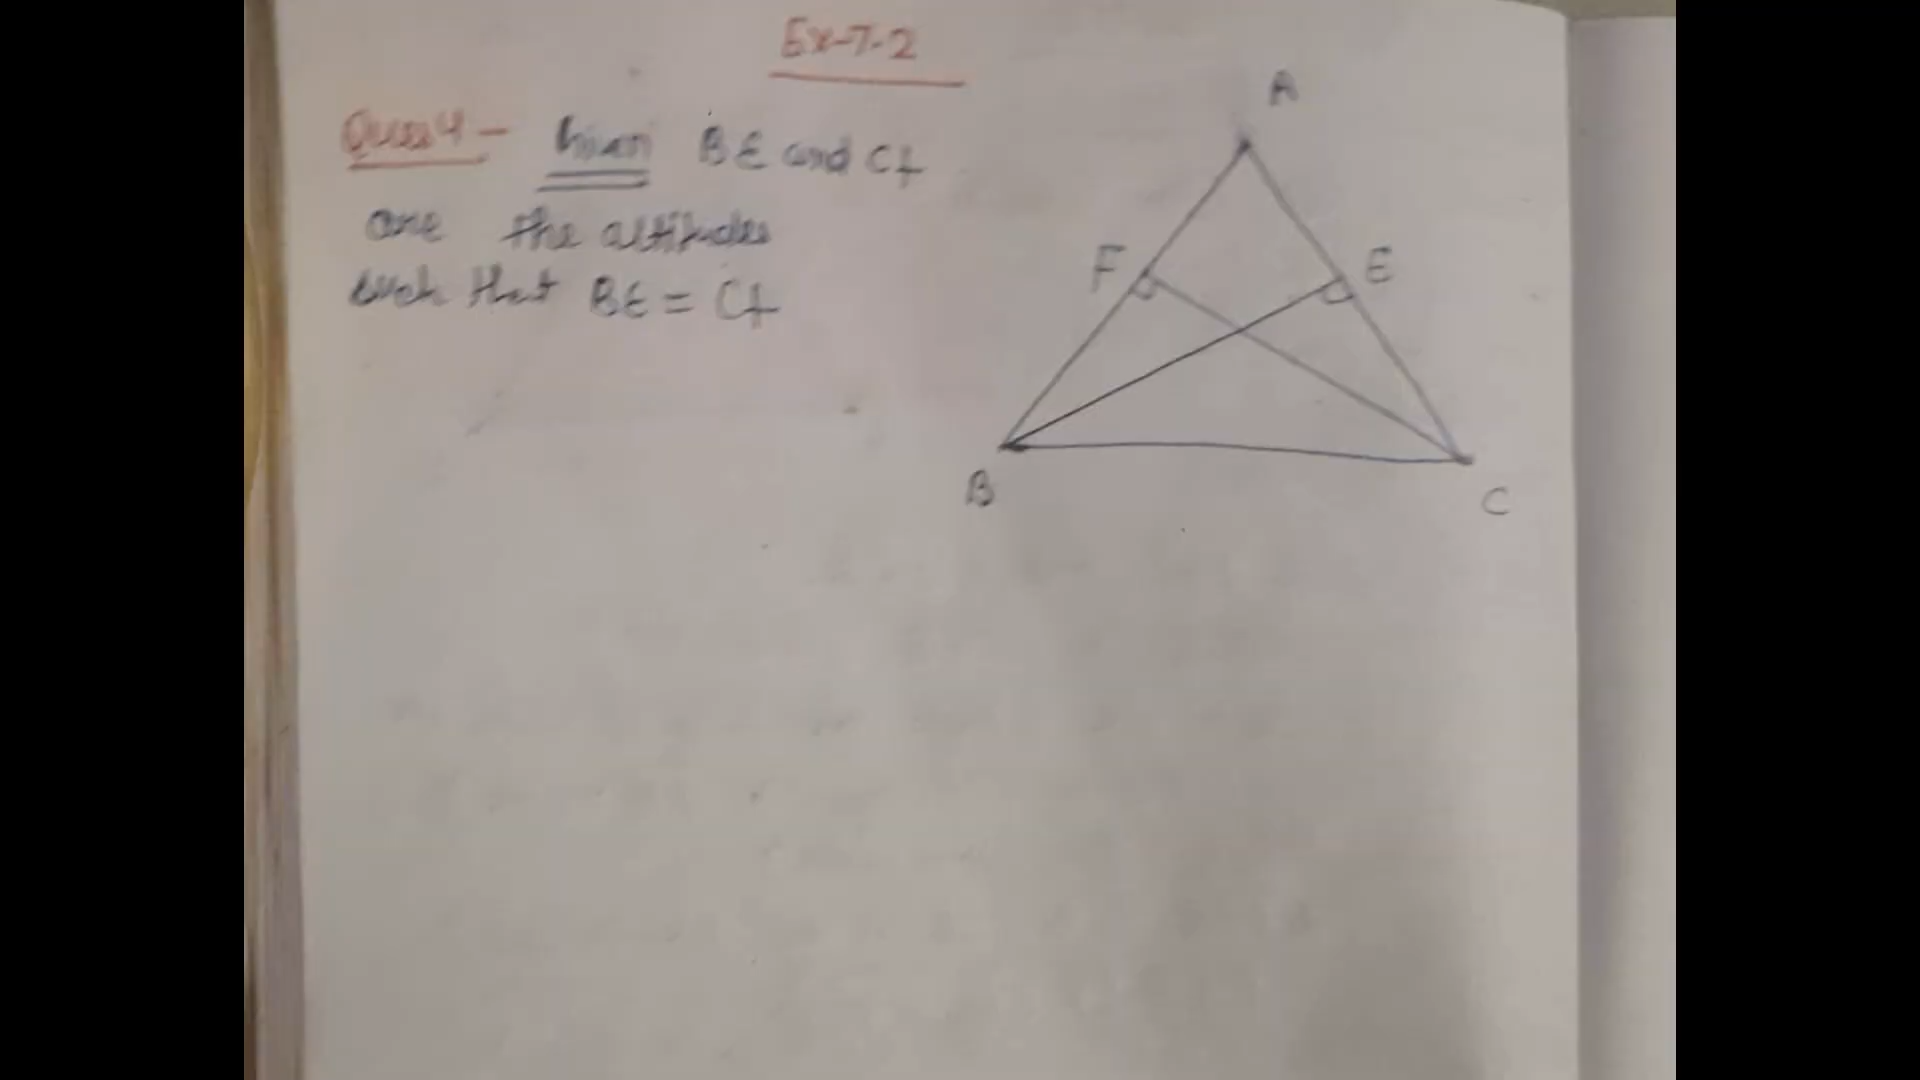 Ex-7.2
Ques 4 - Given BE and CF
are the altitudes
such that BE = CF
A
F
E
B
C